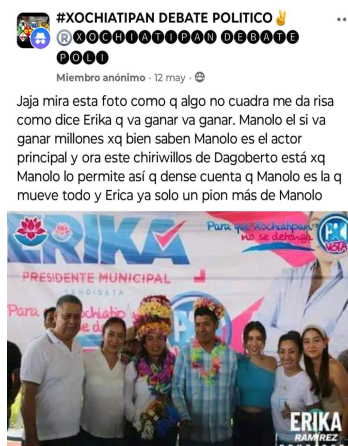 #XOCHIATIPAN DEBATE POLITICO✌️
®️🅧🅞🅒🅗🅘🅐🅣🅘🅟🅐🅝 🅓🅔🅑🅐🅣🅔
🅟🅞🅛🅘
Miembro anónimo · 12 may ·
Jaja mira esta foto como q algo no cuadra me da risa
como dice Erika q va ganar va ganar. Manolo el si va
ganar millones xq bien saben Manolo es el actor
principal y ora este chiriwillos de Dagoberto está xq
Manolo lo permite así q dense cuenta q Manolo es la q
mueve todo y Erica ya solo un pion más de Manolo
Para que Xochiatipan
no se detenga
VOTA
ERIKA
PRESIDENTE MUNICIPAL
CANDIDATA
Para
ERIKA
RAMÍREZ